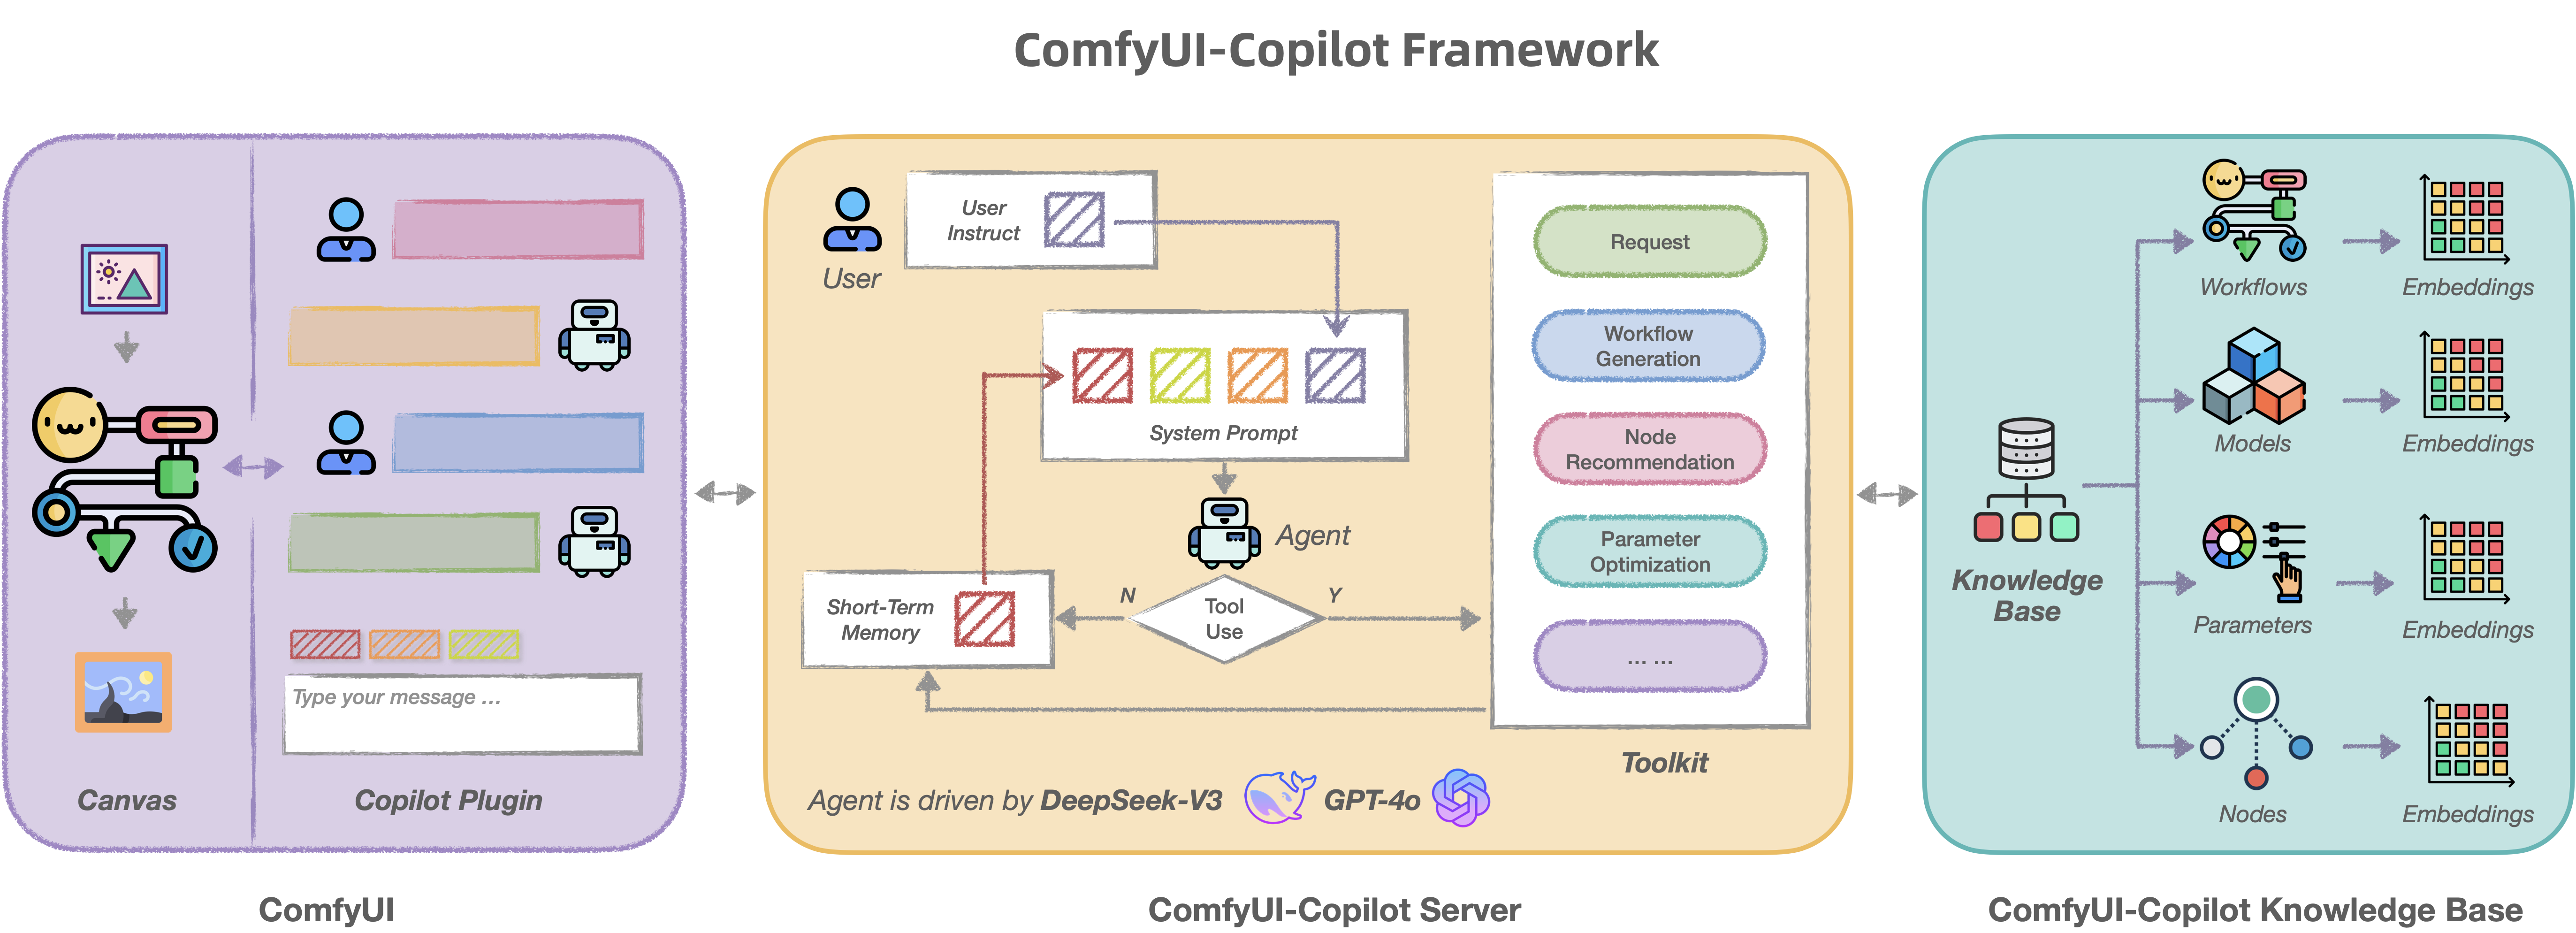 ComfyUI-Copilot Framework
Canvas
Type your message ...
Copilot Plugin
ComfyUI
User
User
Instruct
System Prompt
Agent
Short-Term
Memory
N
Tool
Use
Y
Request
Workflow
Generation
Node
Recommendation
Parameter
Optimization
... ...
Toolkit
Agent is driven by DeepSeek-V3 GPT-4o
ComfyUI-Copilot Server
Knowledge
Base
Workflows
Embeddings
Models
Embeddings
Parameters
Embeddings
Nodes
Embeddings
ComfyUI-Copilot Knowledge Base